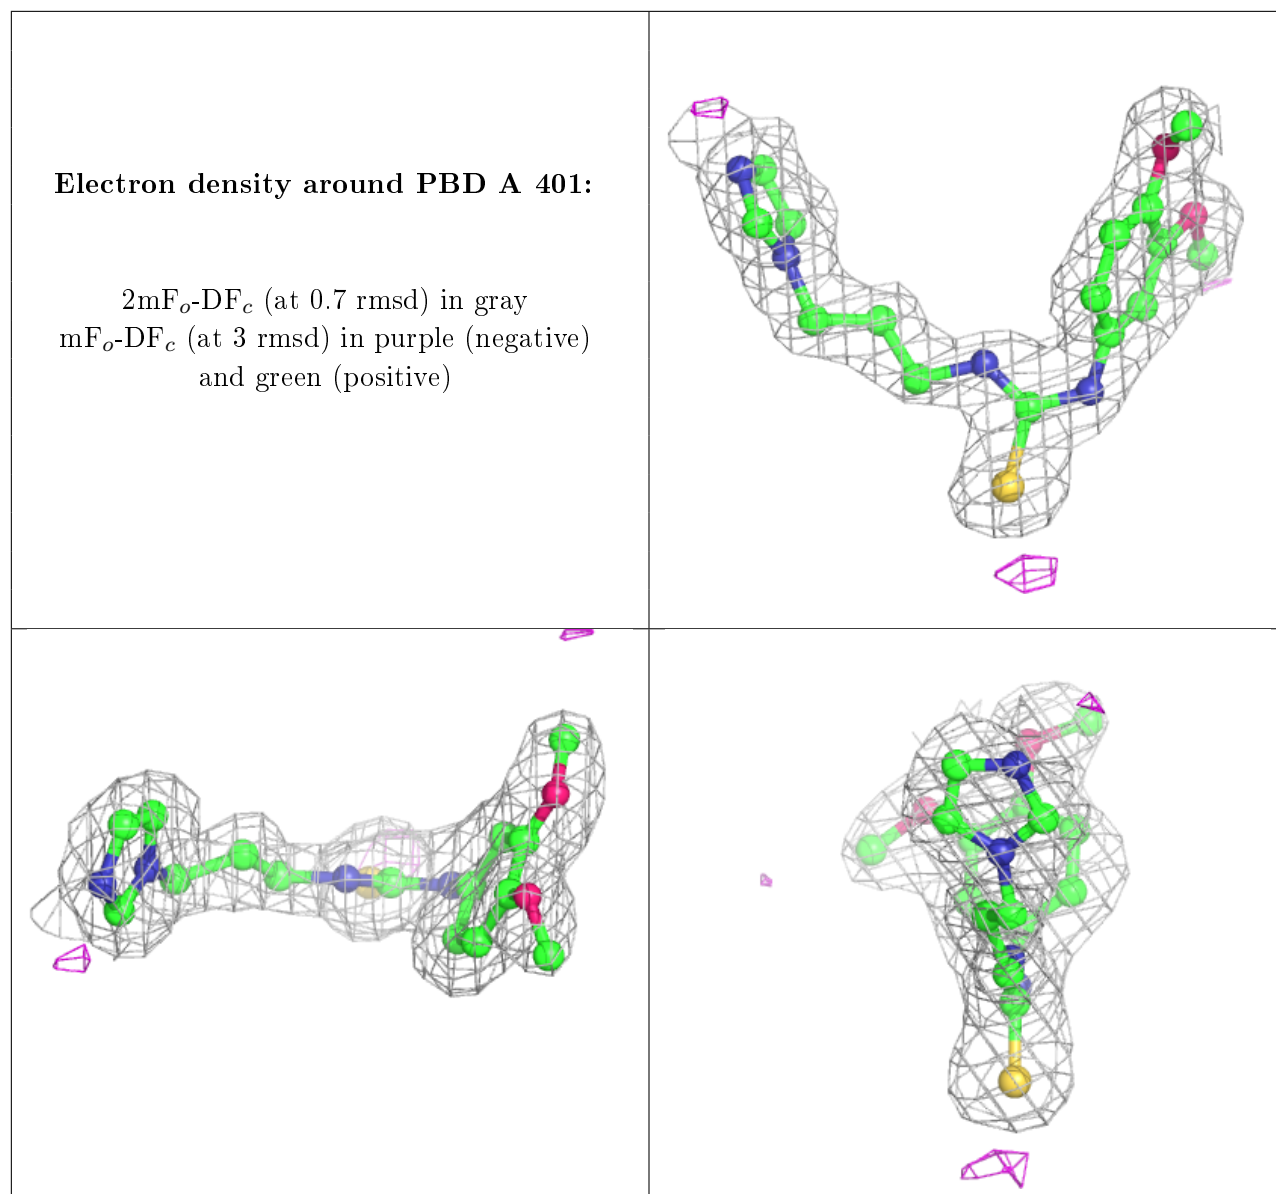 Electron density around PBD A 401:
2mFₒ-DF𝒸 (at 0.7 rmsd) in gray
mFₒ-DF𝒸 (at 3 rmsd) in purple (negative)
and green (positive)